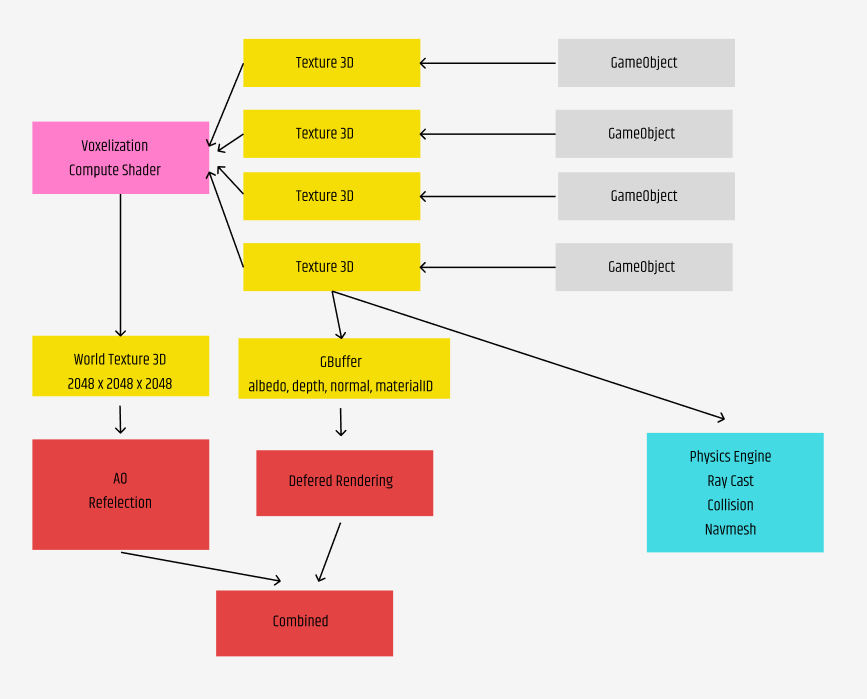 Texture 3D
GameObject
Texture 3D
GameObject
Voxelization
Compute Shader
Texture 3D
GameObject
Texture 3D
GameObject
World Texture 3D
2048 x 2048 x 2048
GBuffer
albedo, depth, normal, materialID
Physics Engine
Ray Cast
Collision
Navmesh
AO
Refelection
Defered Rendering
Combined